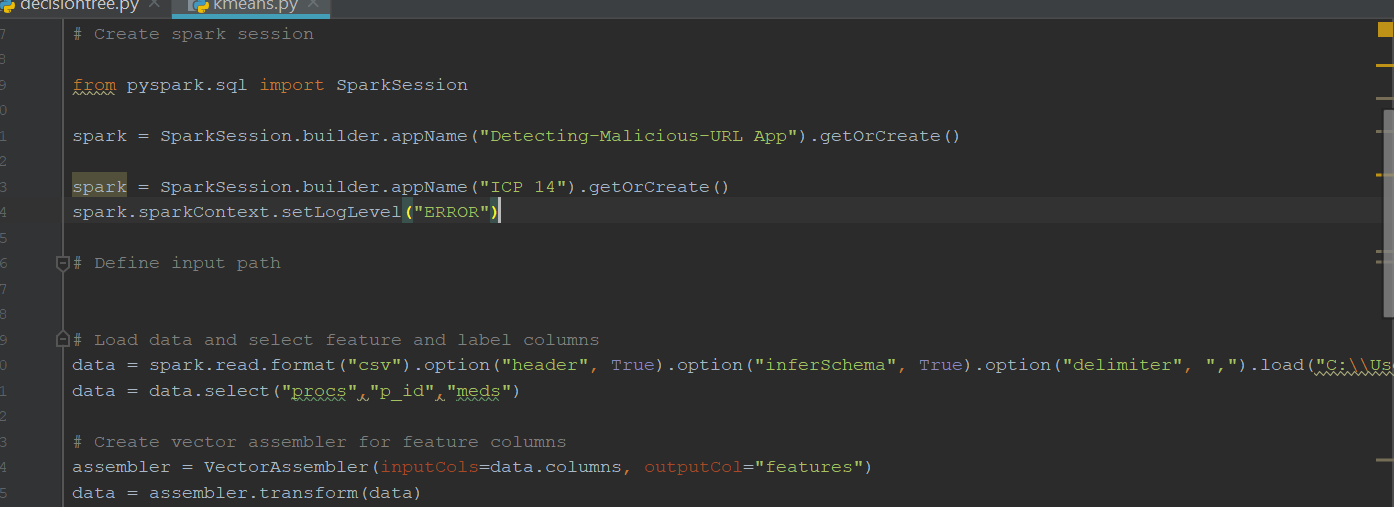 decisiontree.py
kmeans.py
7 # Create spark session
8
9 from pyspark.sql import SparkSession
0
1 spark = SparkSession.builder.appName("Detecting-Malicious-URL App").getOrCreate()
2
3 spark = SparkSession.builder.appName("ICP 14").getOrCreate()
4 spark.sparkContext.setLogLevel("ERROR")
5
6 # Define input path
7
8
9 # Load data and select feature and label columns
0 data = spark.read.format("csv").option("header", True).option("inferSchema", True).option("delimiter", ",").load("C:\\Use
1 data = data.select("procs","p_id","meds")
2
3 # Create vector assembler for feature columns
4 assembler = VectorAssembler(inputCols=data.columns, outputCol="features")
5 data = assembler.transform(data)